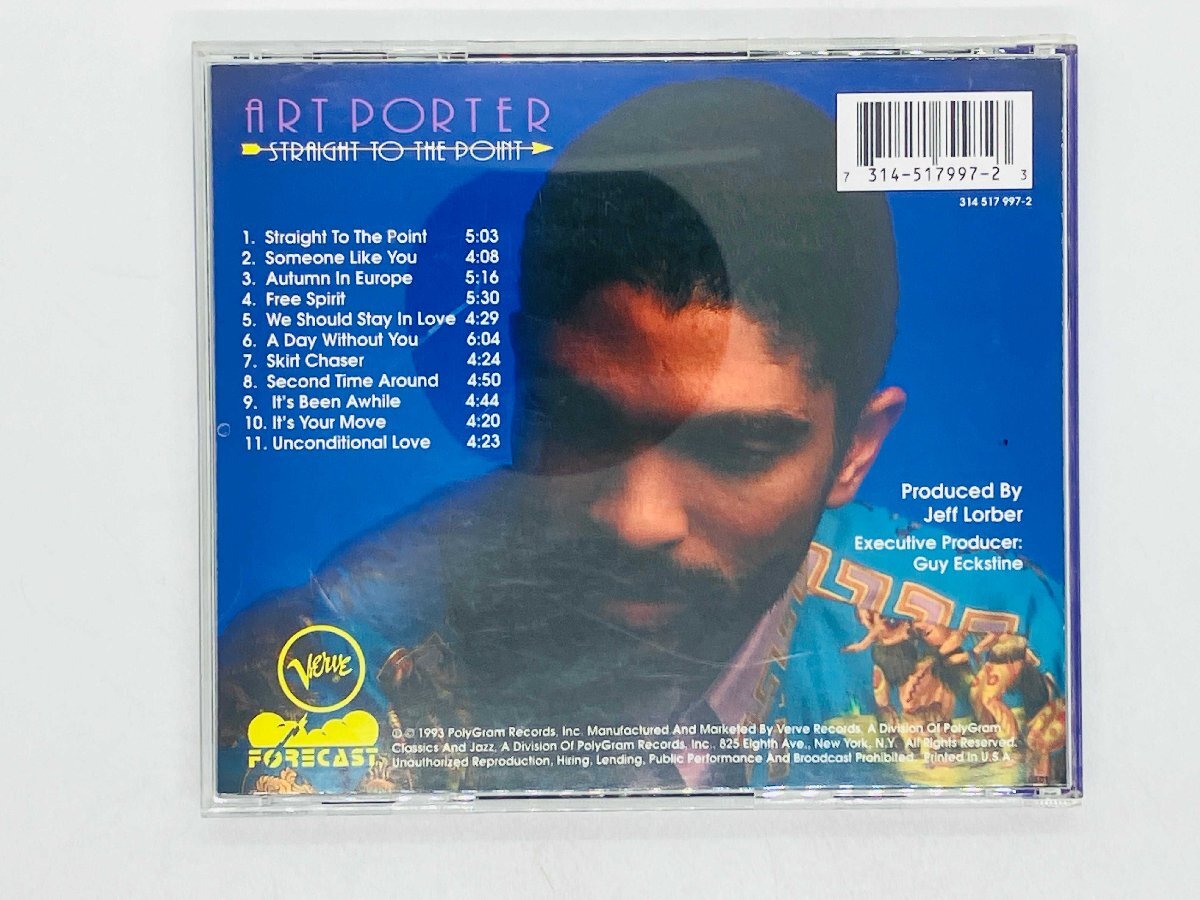 ART PORTER
STRAIGHT TO THE POINT
7 314-517997-2 3
314 517 997-2
1. Straight To The Point 5:03
2. Someone Like You 4:08
3. Autumn In Europe 5:16
4. Free Spirit 5:30
5. We Should Stay In Love 4:29
6. A Day Without You 6:04
7. Skirt Chaser 4:24
8. Second Time Around 4:50
9. It's Been Awhile 4:44
10. It's Your Move 4:20
11. Unconditional Love 4:23
Produced By
Jeff Lorber
Executive Producer:
Guy Eckstine
Verve
FORECAST
℗ © 1993 PolyGram Records, Inc. Manufactured And Marketed By Verve Records, A Division Of PolyGram
Classics And Jazz, A Division Of PolyGram Records, Inc., 825 Eighth Ave., New York, N.Y. All Rights Reserved.
Unauthorized Reproduction, Hiring, Lending, Public Performance And Broadcast Prohibited. Printed In U.S.A.